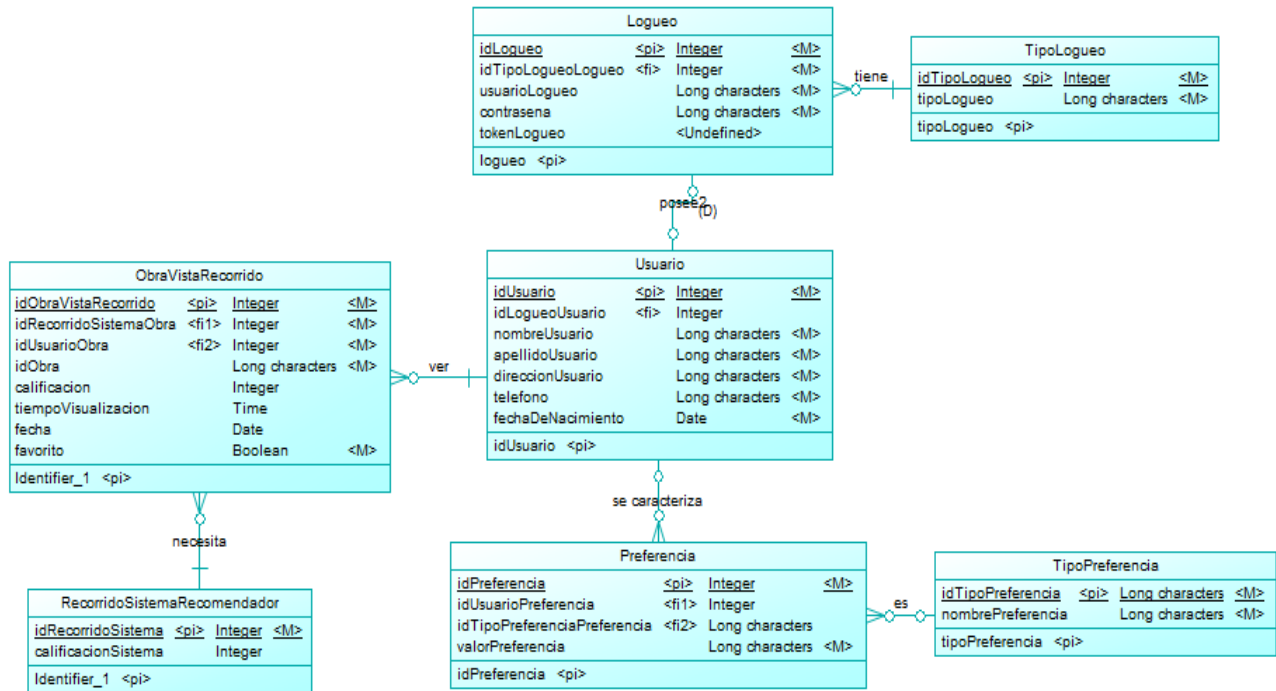 Logueo
idLogueo <pi> Integer <M>
idTipoLogueoLogueo <fi> Integer <M>
usuarioLogueo Long characters <M>
contrasena Long characters <M>
tokenLogueo <Undefined>
logueo <pi>
tiene
TipoLogueo
idTipoLogueo <pi> Integer <M>
tipoLogueo Long characters <M>
tipoLogueo <pi>
posee2
(D)
ObraVistaRecorrido
idObraVistaRecorrido <pi> Integer <M>
idRecorridoSistemaObra <fi1> Integer <M>
idUsuarioObra <fi2> Integer <M>
idObra Long characters <M>
calificacion Integer
tiempoVisualizacion Time
fecha Date
favorito Boolean <M>
Identifier_1 <pi>
ver
Usuario
idUsuario <pi> Integer <M>
idLogueoUsuario <fi> Integer
nombreUsuario Long characters <M>
apellidoUsuario Long characters <M>
direccionUsuario Long characters <M>
telefono Long characters <M>
fechaDeNacimiento Date <M>
idUsuario <pi>
se caracteriza
necesita
RecorridoSistemaRecomendador
idRecorridoSistema <pi> Integer <M>
calificacionSistema Integer
Identifier_1 <pi>
Preferencia
idPreferencia <pi> Integer <M>
idUsuarioPreferencia <fi1> Integer
idTipoPreferenciaPreferencia <fi2> Long characters
valorPreferencia Long characters <M>
idPreferencia <pi>
es
TipoPreferencia
idTipoPreferencia <pi> Long characters <M>
nombrePreferencia Long characters <M>
tipoPreferencia <pi>